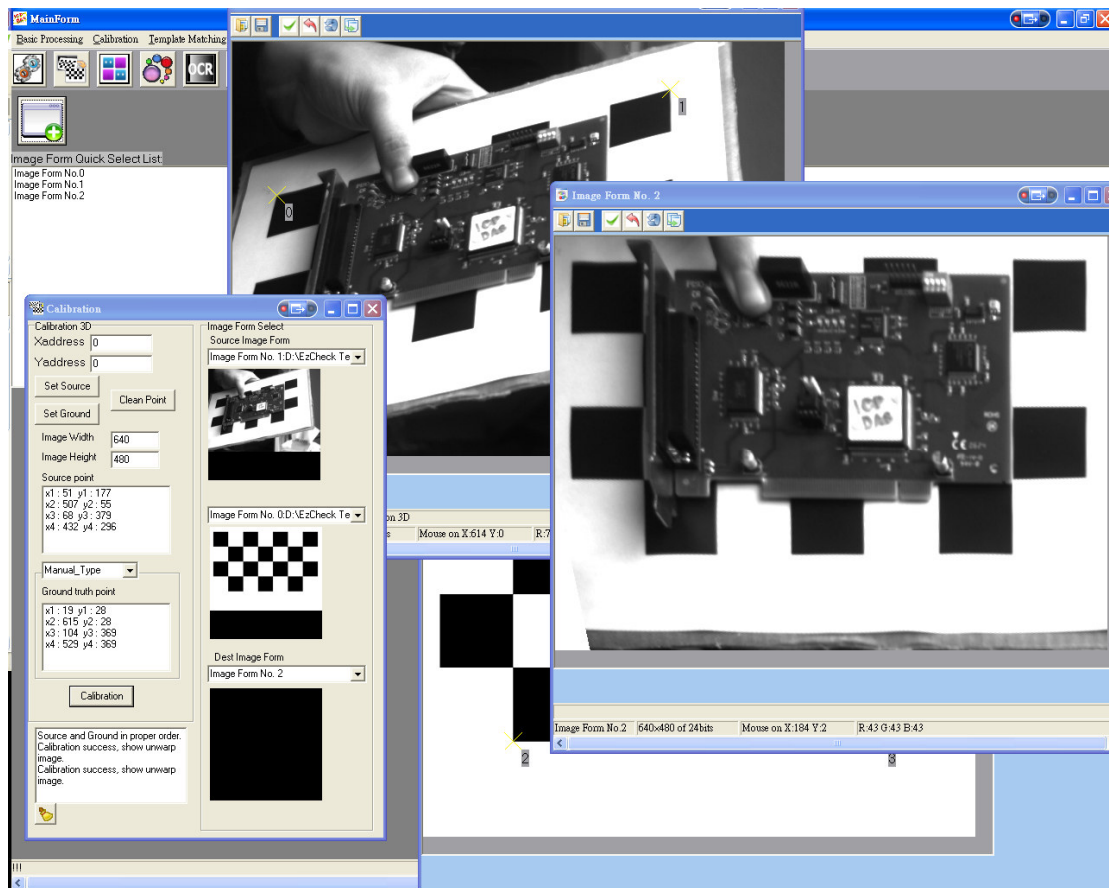 MainForm
Basic Processing Calibration Template Matching
OCR
Image Form Quick Select List:
Image Form No.0
Image Form No.1
Image Form No.2
0
1
ICP
DAS
Image Form No. 2
ICP
DAS
Calibration
Calibration 3D
Xaddress 0
Yaddress 0
Set Source
Clean Point
Set Ground
Image Width 640
Image Height 480
Source point
x1 : 51 y1 : 177
x2 : 507 y2 : 55
x3 : 68 y3 : 379
x4 : 432 y4 : 296
Manual_Type
Ground truth point
x1 : 19 y1 : 28
x2 : 615 y2 : 28
x3 : 104 y3 : 369
x4 : 529 y4 : 369
Calibration
Source and Ground in proper order.
Calibration success, show unwarp
image.
Calibration success, show unwarp
image.
Image Form Select
Source Image Form
Image Form No. 1:D:\EzCheck Te
Image Form No. 0:D:\EzCheck Te
Dest Image Form
Image Form No. 2
on 3D
Mouse on X:614 Y:0 R:7
Image Form No.2 640×480 of 24bits Mouse on X:184 Y:2 R:43 G:43 B:43
2
3